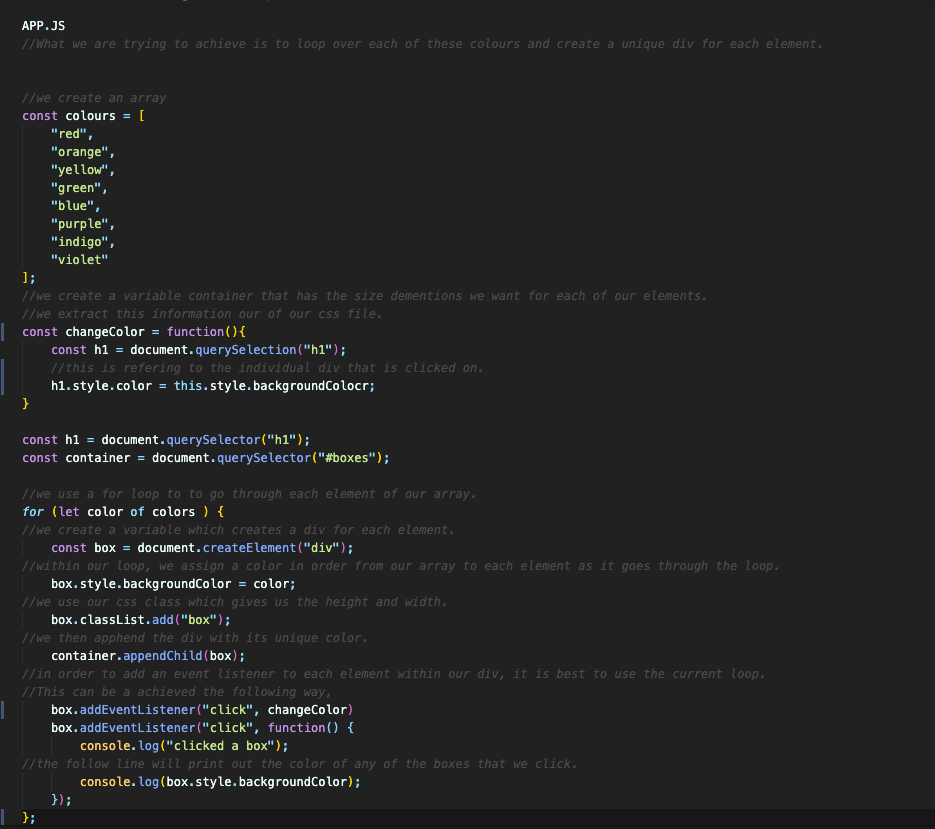 APP.JS
//What we are trying to achieve is to loop over each of these colours and create a unique div for each element.
//we create an array
const colours = [
"red",
"orange",
"yellow",
"green",
"blue",
"purple",
"indigo",
"violet"
];
//we create a variable container that has the size dementions we want for each of our elements.
//we extract this information our of our css file.
const changeColor = function(){
const h1 = document.querySelection("h1");
//this is refering to the individual div that is clicked on.
h1.style.color = this.style.backgroundColocr;
}
const h1 = document.querySelector("h1");
const container = document.querySelector("#boxes");
//we use a for loop to to go through each element of our array.
for (let color of colors ) {
//we create a variable which creates a div for each element.
const box = document.createElement("div");
//within our loop, we assign a color in order from our array to each element as it goes through the loop.
box.style.backgroundColor = color;
//we use our css class which gives us the height and width.
box.classList.add("box");
//we then apphend the div with its unique color.
container.appendChild(box);
//in order to add an event listener to each element within our div, it is best to use the current loop.
//This can be a achieved the following way,
box.addEventListener("click", changeColor)
box.addEventListener("click", function() {
console.log("clicked a box");
//the follow line will print out the color of any of the boxes that we click.
console.log(box.style.backgroundColor);
});
};